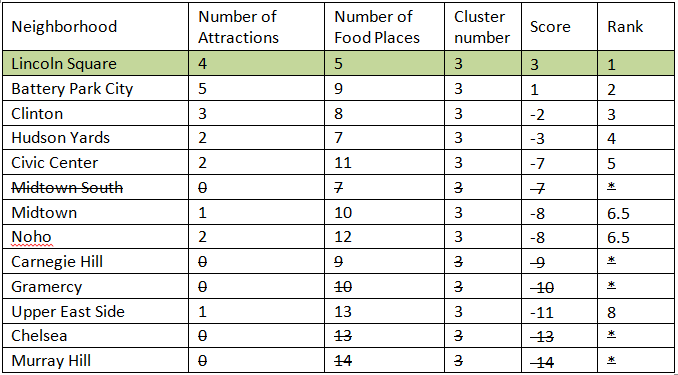 Neighborhood Number of Attractions Number of Food Places Cluster number Score Rank
Lincoln Square 4 5 3 3 1
Battery Park City 5 9 3 1 2
Clinton 3 8 3 -2 3
Hudson Yards 2 7 3 -3 4
Civic Center 2 11 3 -7 5
Midtown South 0 7 3 -7 *
Midtown 1 10 3 -8 6.5
Noho 2 12 3 -8 6.5
Carnegie Hill 0 9 3 -9 *
Gramercy 0 10 3 -10 *
Upper East Side 1 13 3 -11 8
Chelsea 0 13 3 -13 *
Murray Hill 0 14 3 -14 *